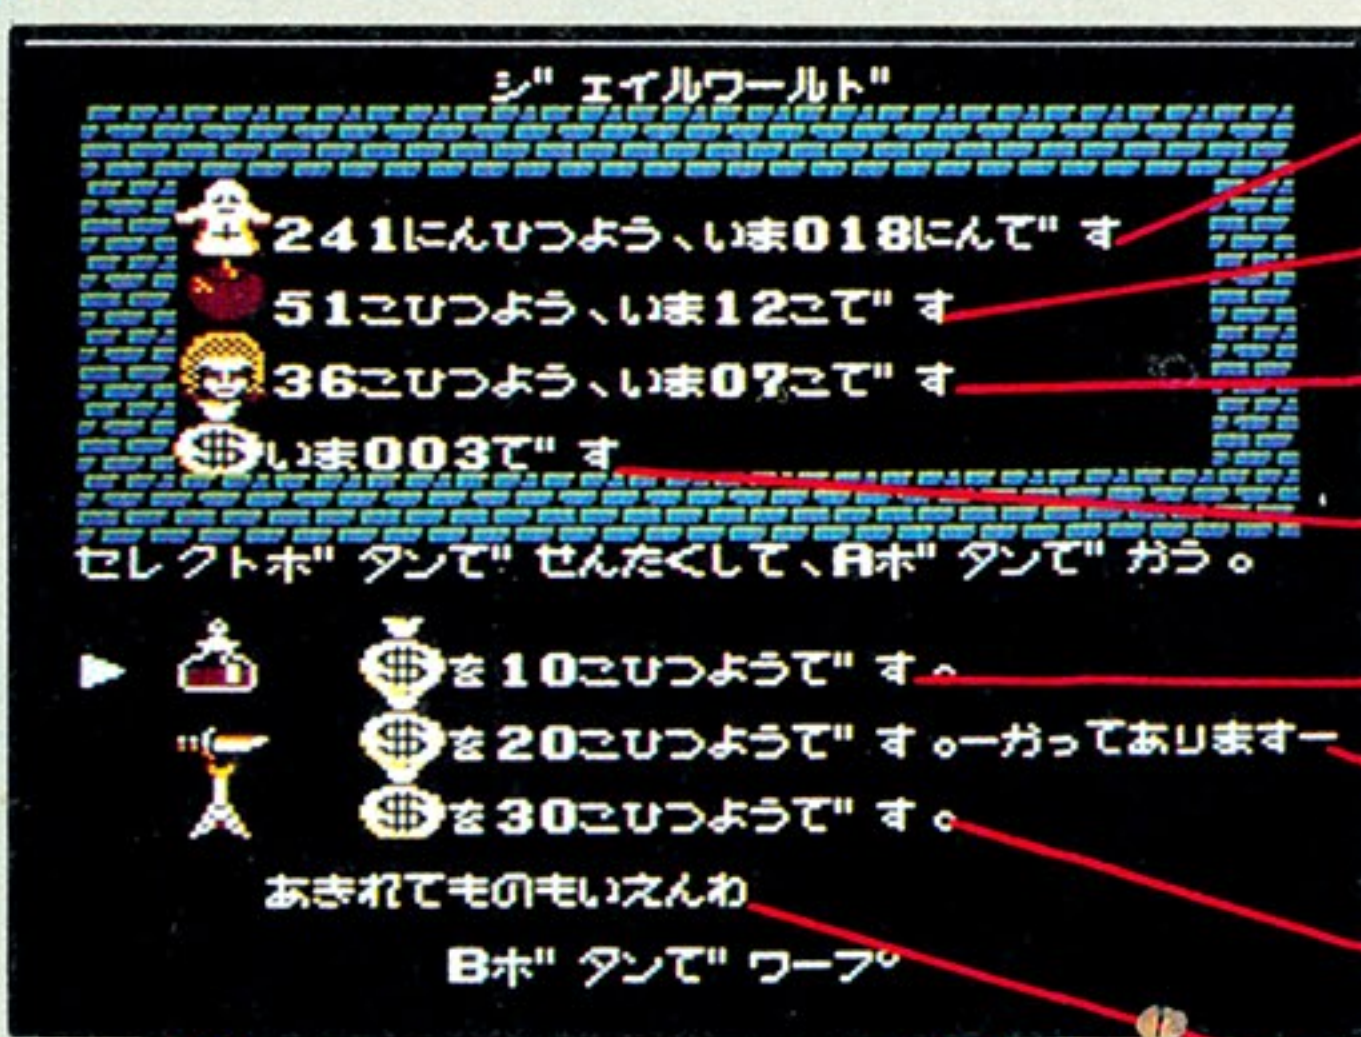 ジェイルワールド
241にんひつよう、いま018にんです
51こひつよう、いま12こです
36こひつよう、いま07こです
$いま003です
セレクトボタンでせんたくして、Aボタンでかう。
$を10こひつようです。
$を20こひつようです。ーかってありますー
$を30こひつようです。
あきれてものもいえんわ
Bボタンでワープ